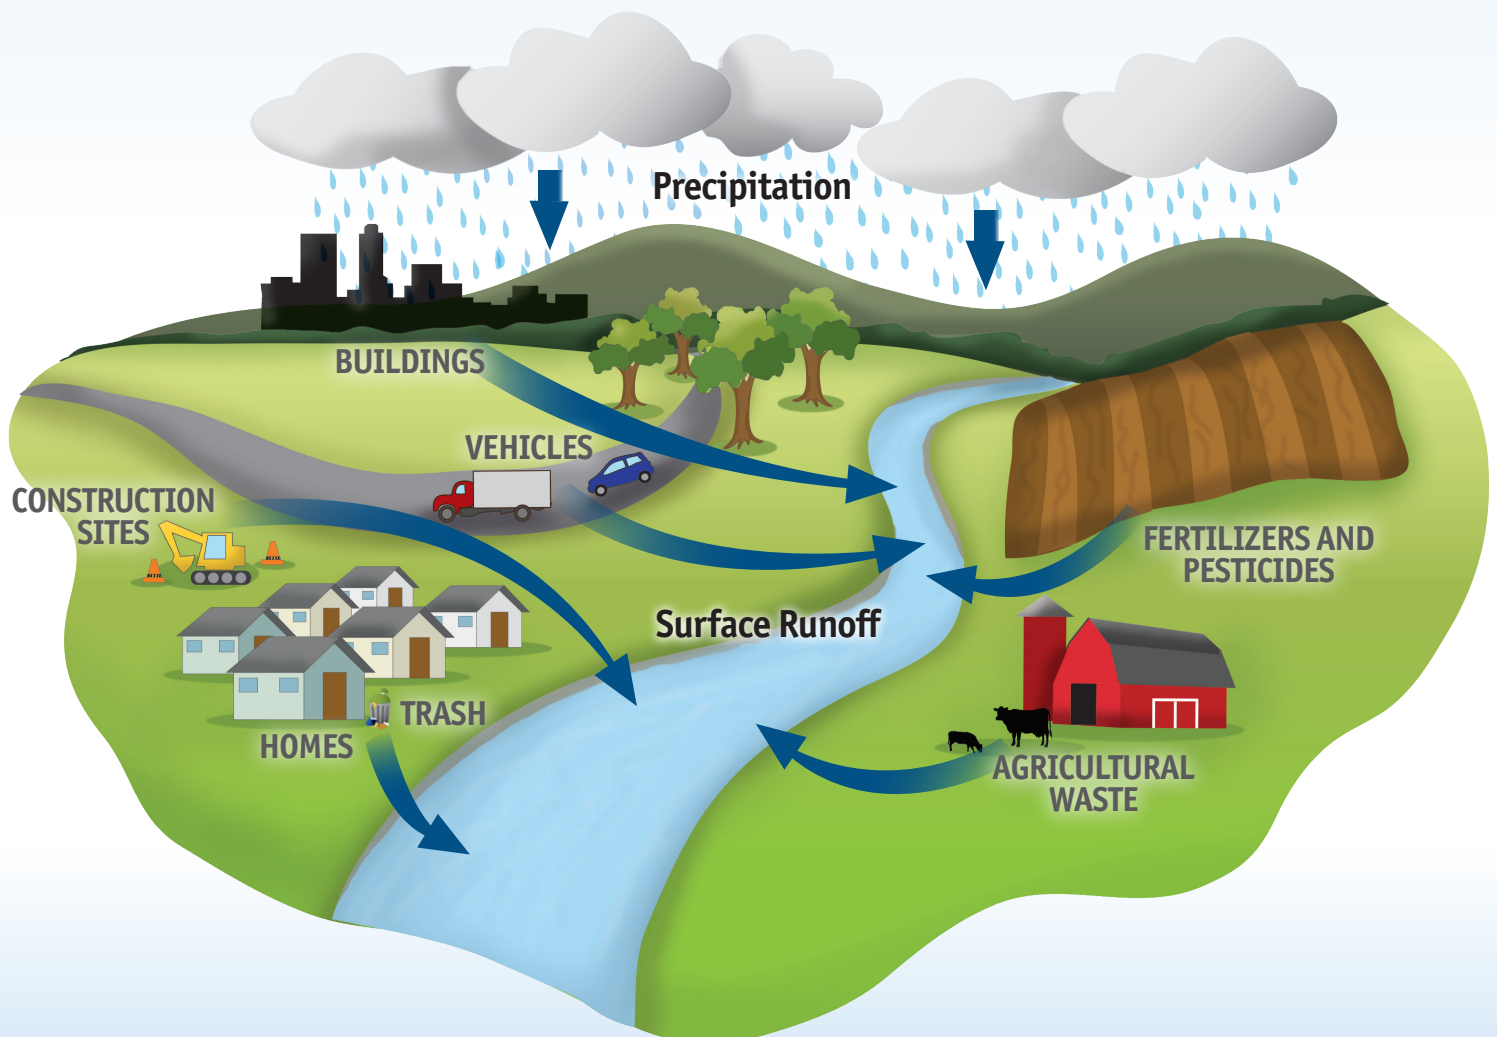 Precipitation
BUILDINGS
VEHICLES
CONSTRUCTION
SITES
FERTILIZERS AND
PESTICIDES
Surface Runoff
TRASH
HOMES
AGRICULTURAL
WASTE